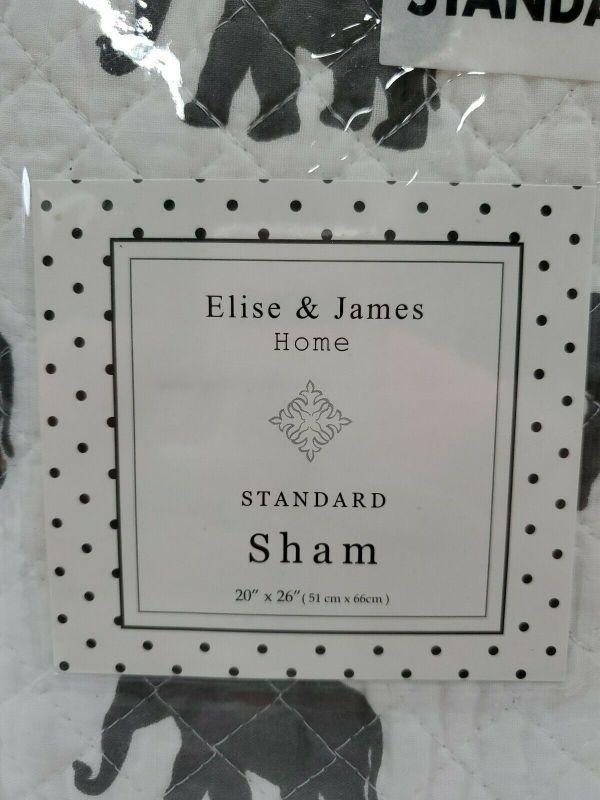 Elise & James
Home
STANDARD
Sham
20" x 26" ( 51 cm x 66cm )